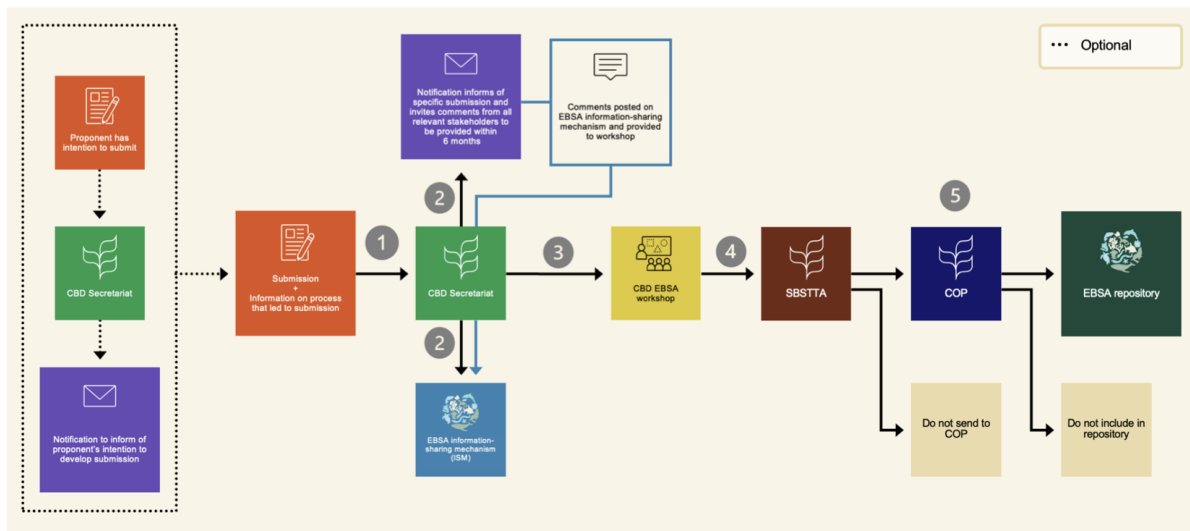 Optional
Proponent has
intention to submit
CBD Secretariat
Notification to inform of
proponent's intention to
develop submission
Submission
+
Information on process
that led to submission
1
2
Notification informs of
specific submission and
invites comments from all
relevant stakeholders to
be provided within
6 months
Comments posted on
EBSA information-sharing
mechanism and provided
to workshop
CBD Secretariat
2
EBSA information-
sharing mechanism
(ISM)
3
CBD EBSA
workshop
4
SBSTTA
5
COP
EBSA repository
Do not send to
COP
Do not include in
repository